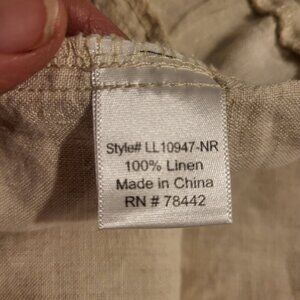 Style# LL10947-NR
100% Linen
Made in China
RN # 78442